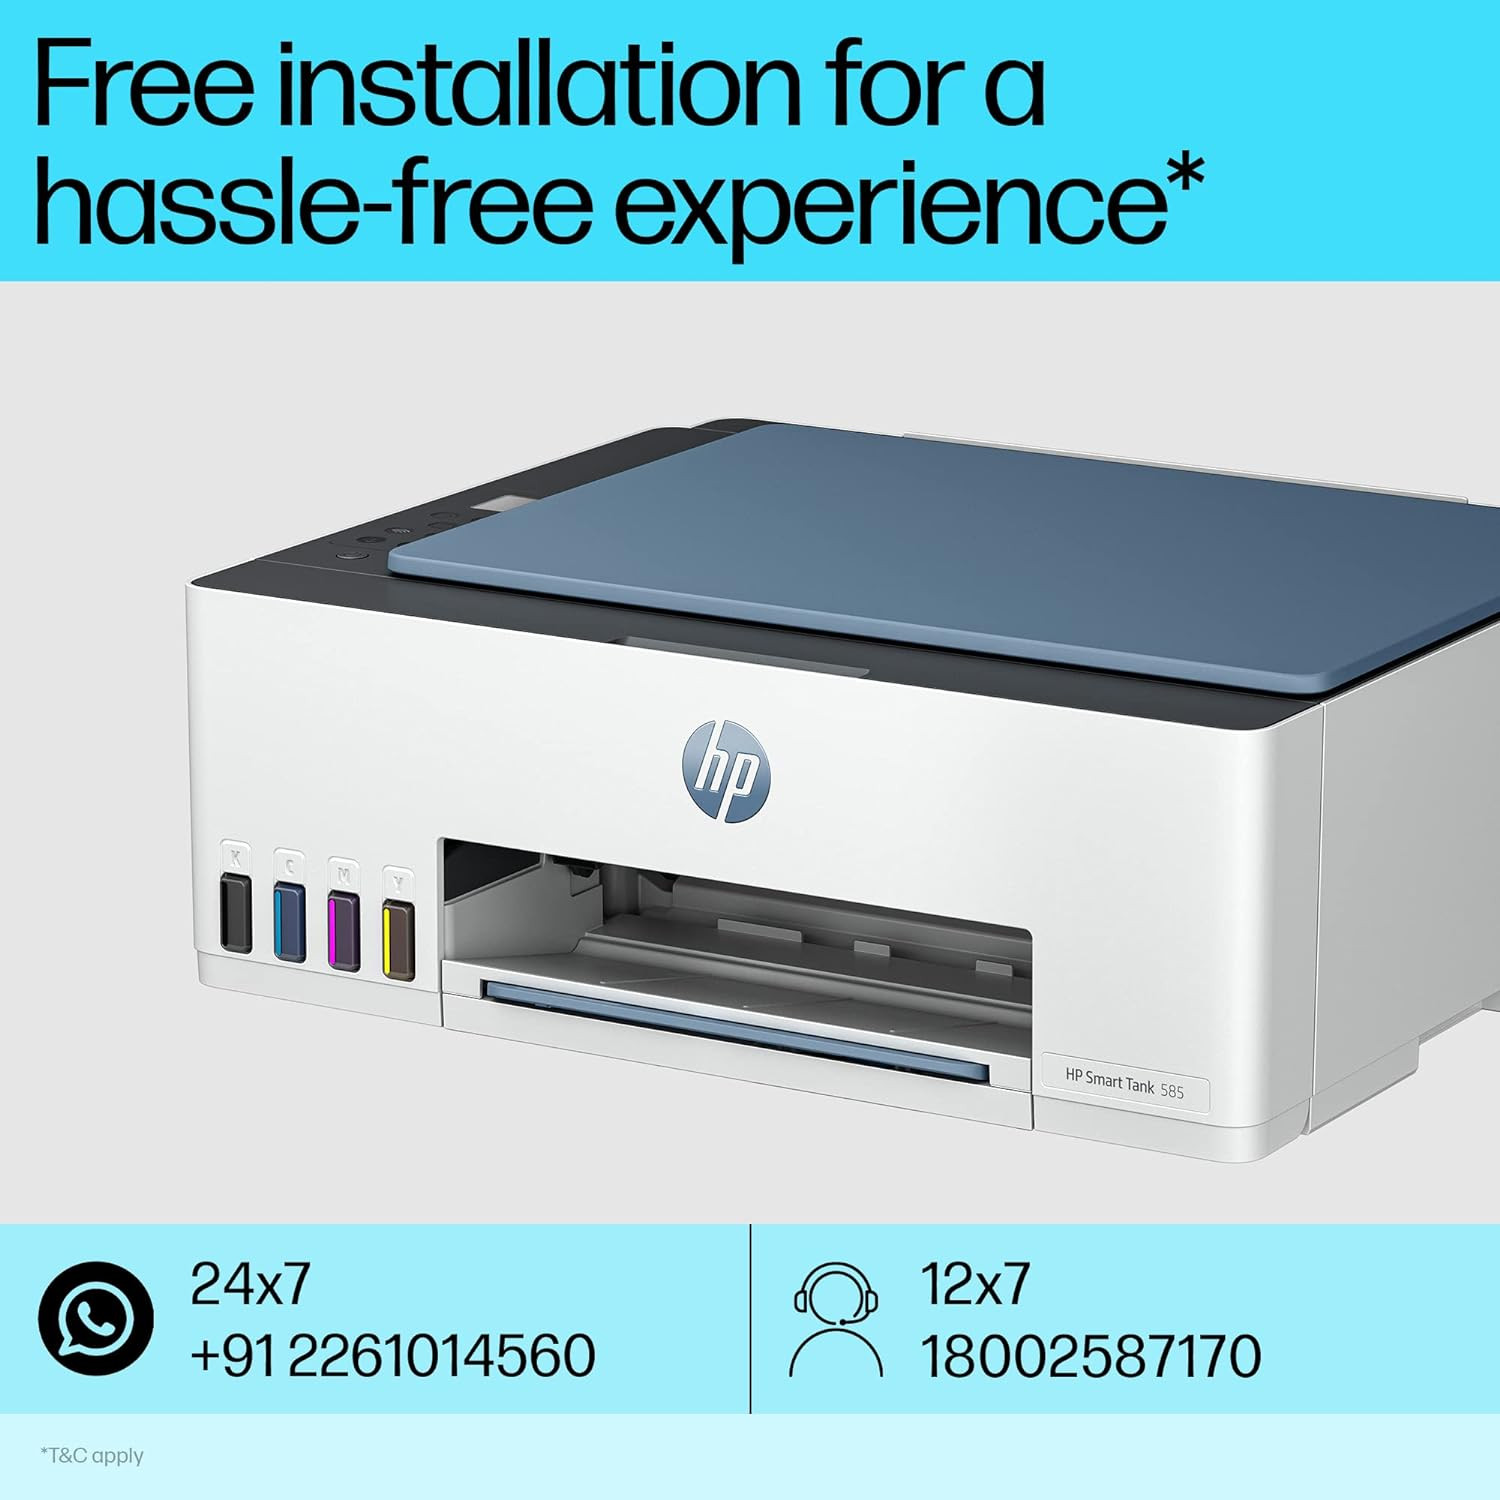 Free installation for a
hassle-free experience*
hp
K
C
M
Y
HP Smart Tank 585
24x7
+91 2261014560
12x7
18002587170
*T&C apply